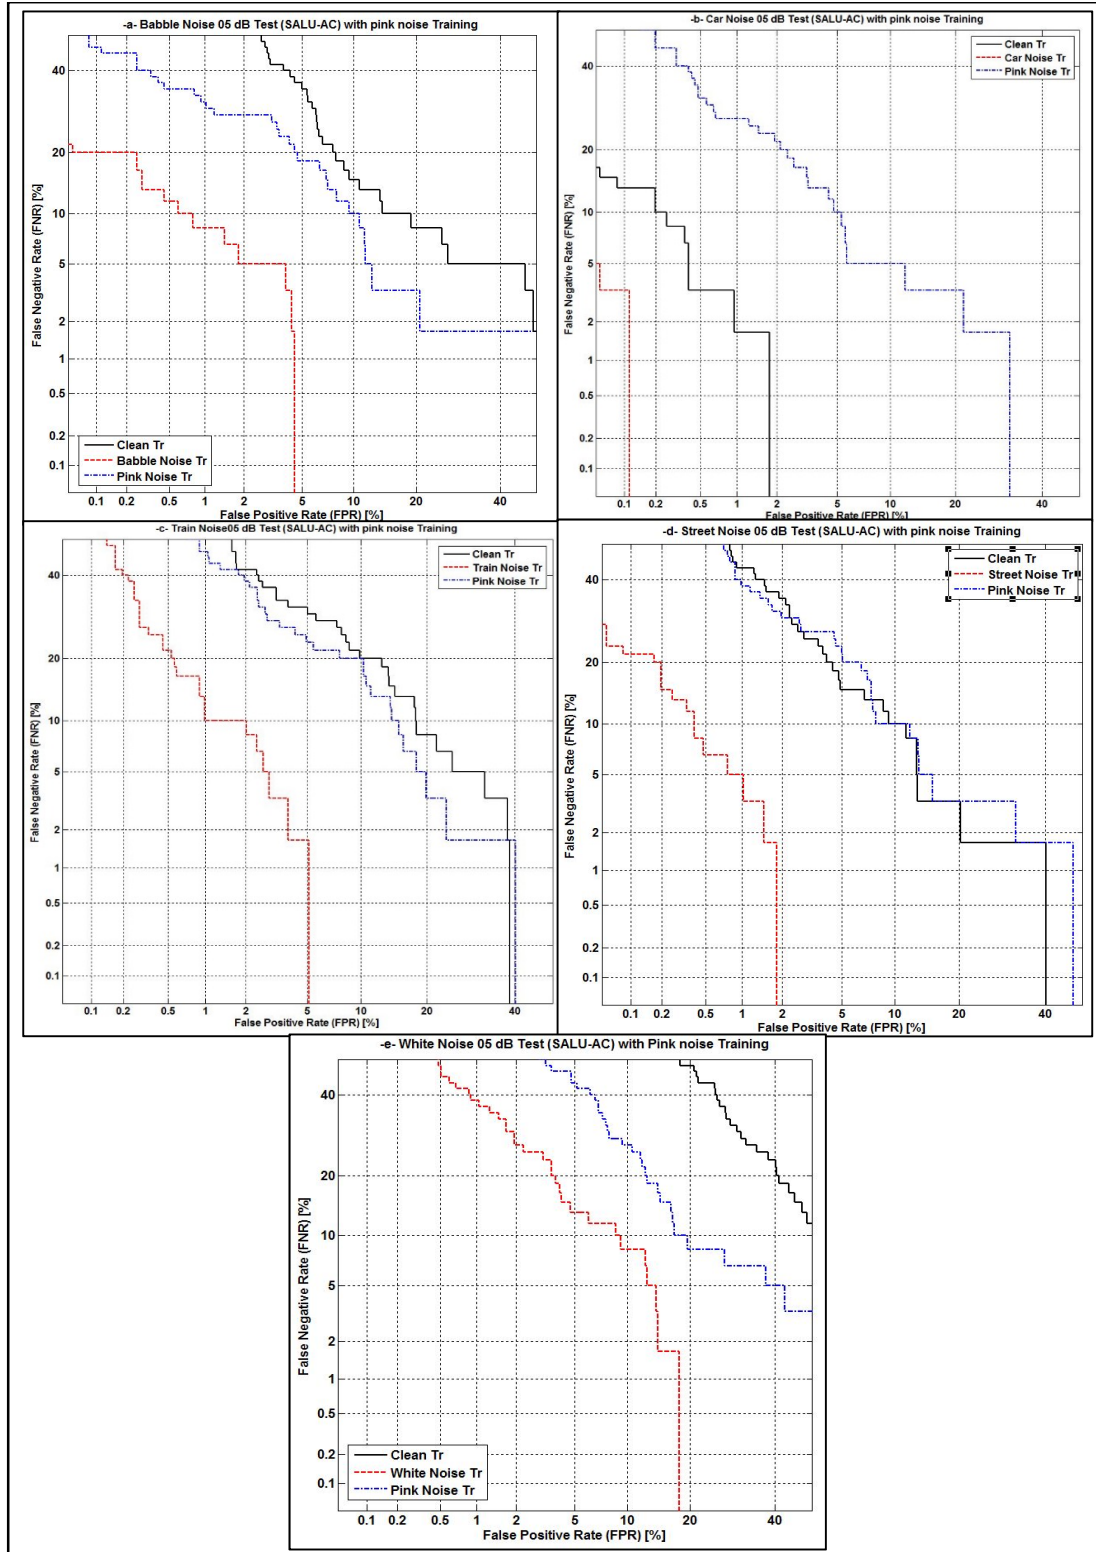 -a- Babble Noise 05 dB Test (SALU-AC) with pink noise Training
False Negative Rate (FNR) [%]
40
20
10
5
2
1
0.5
0.2
0.1
Clean Tr
Babble Noise Tr
Pink Noise Tr
0.1 0.2 0.5 1 2 5 10 20 40
False Positive Rate (FPR) [%]
-b- Car Noise 05 dB Test (SALU-AC) with pink noise Training
False Negative Rate (FNR) [%]
40
20
10
5
2
1
0.5
0.2
0.1
Clean Tr
Car Noise Tr
Pink Noise Tr
0.1 0.2 0.5 1 2 5 10 20 40
False Positive Rate (FPR) [%]
-c- Train Noise05 dB Test (SALU-AC) with pink noise Training
False Negative Rate (FNR) [%]
40
20
10
5
2
1
0.5
0.2
0.1
Clean Tr
Train Noise Tr
Pink Noise Tr
0.1 0.2 0.5 1 2 5 10 20 40
False Positive Rate (FPR) [%]
-d- Street Noise 05 dB Test (SALU-AC) with pink noise Training
False Negative Rate (FNR) [%]
40
20
10
5
2
1
0.5
0.2
0.1
Clean Tr
Street Noise Tr
Pink Noise Tr
0.1 0.2 0.5 1 2 5 10 20 40
False Positive Rate (FPR) [%]
-e- White Noise 05 dB Test (SALU-AC) with Pink noise Training
False Negative Rate (FNR) [%]
40
20
10
5
2
1
0.5
0.2
0.1
Clean Tr
White Noise Tr
Pink Noise Tr
0.1 0.2 0.5 1 2 5 10 20 40
False Positive Rate (FPR) [%]